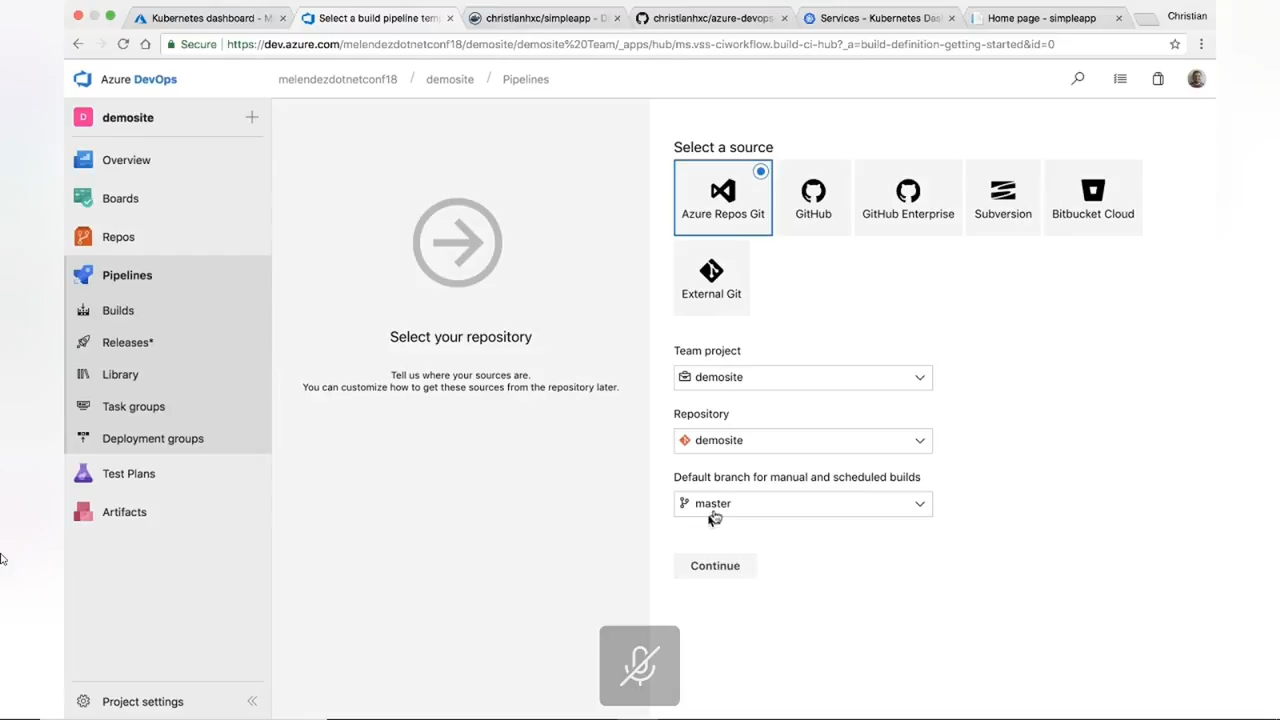 Kubernetes dashboard - M
Select a build pipeline tem
christianhxc/simpleapp - D
christianhxc/azure-devops
Services - Kubernetes Das
Home page - simpleapp
Christian
Secure
https://dev.azure.com/melendezdotnetconf18/demosite/demosite%20Team/_apps/hub/ms.vss-ciworkflow.build-ci-hub?_a=build-definition-getting-started&id=0
Azure DevOps
melendezdotnetconf18 / demosite / Pipelines
D demosite
Overview
Boards
Repos
Pipelines
Builds
Releases*
Library
Task groups
Deployment groups
Test Plans
Artifacts
Project settings
Select your repository
Tell us where your sources are.
You can customize how to get these sources from the repository later.
Select a source
Azure Repos Git
GitHub
GitHub Enterprise
Subversion
Bitbucket Cloud
External Git
Team project
demosite
Repository
demosite
Default branch for manual and scheduled builds
master
Continue